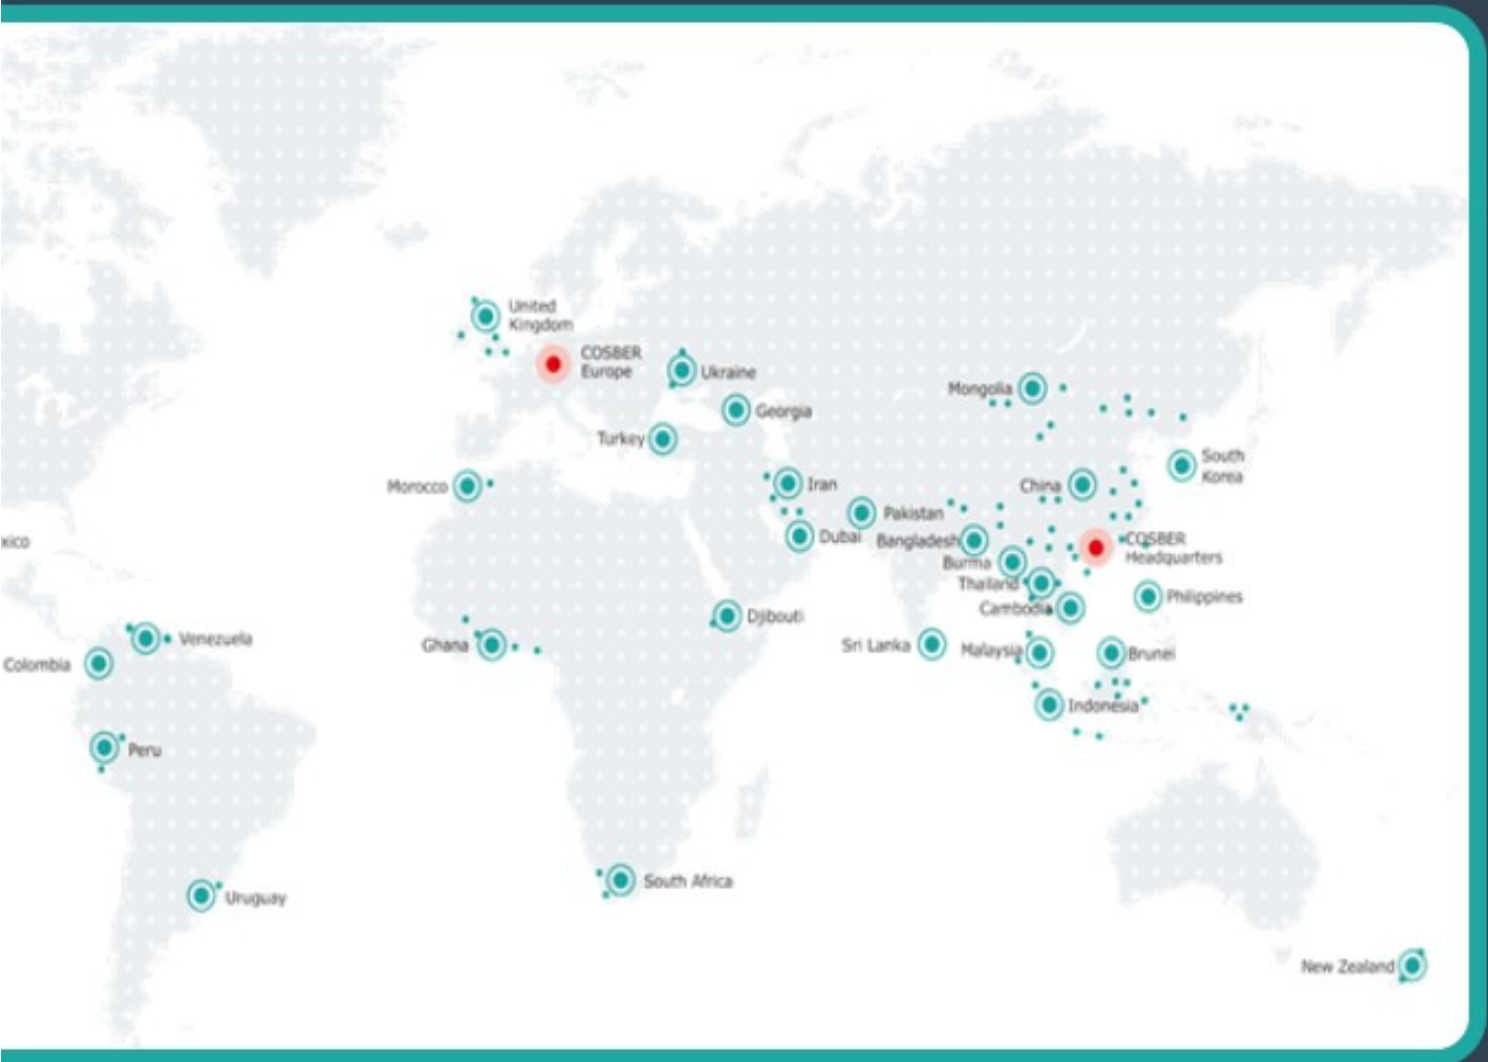 United
Kingdom
COSBER
Europe
Ukraine
Mongolia
Georgia
Turkey
South
Korea
Morocco
Iran
China
Pakistan
Dubai
Bangladesh
COSBER
Headquarters
xico
Burma
Thailand
Cambodia
Philippines
Djibouti
Venezuela
Ghana
Sri Lanka
Malaysia
Brunei
Colombia
Indonesia
Peru
South Africa
Uruguay
New Zealand